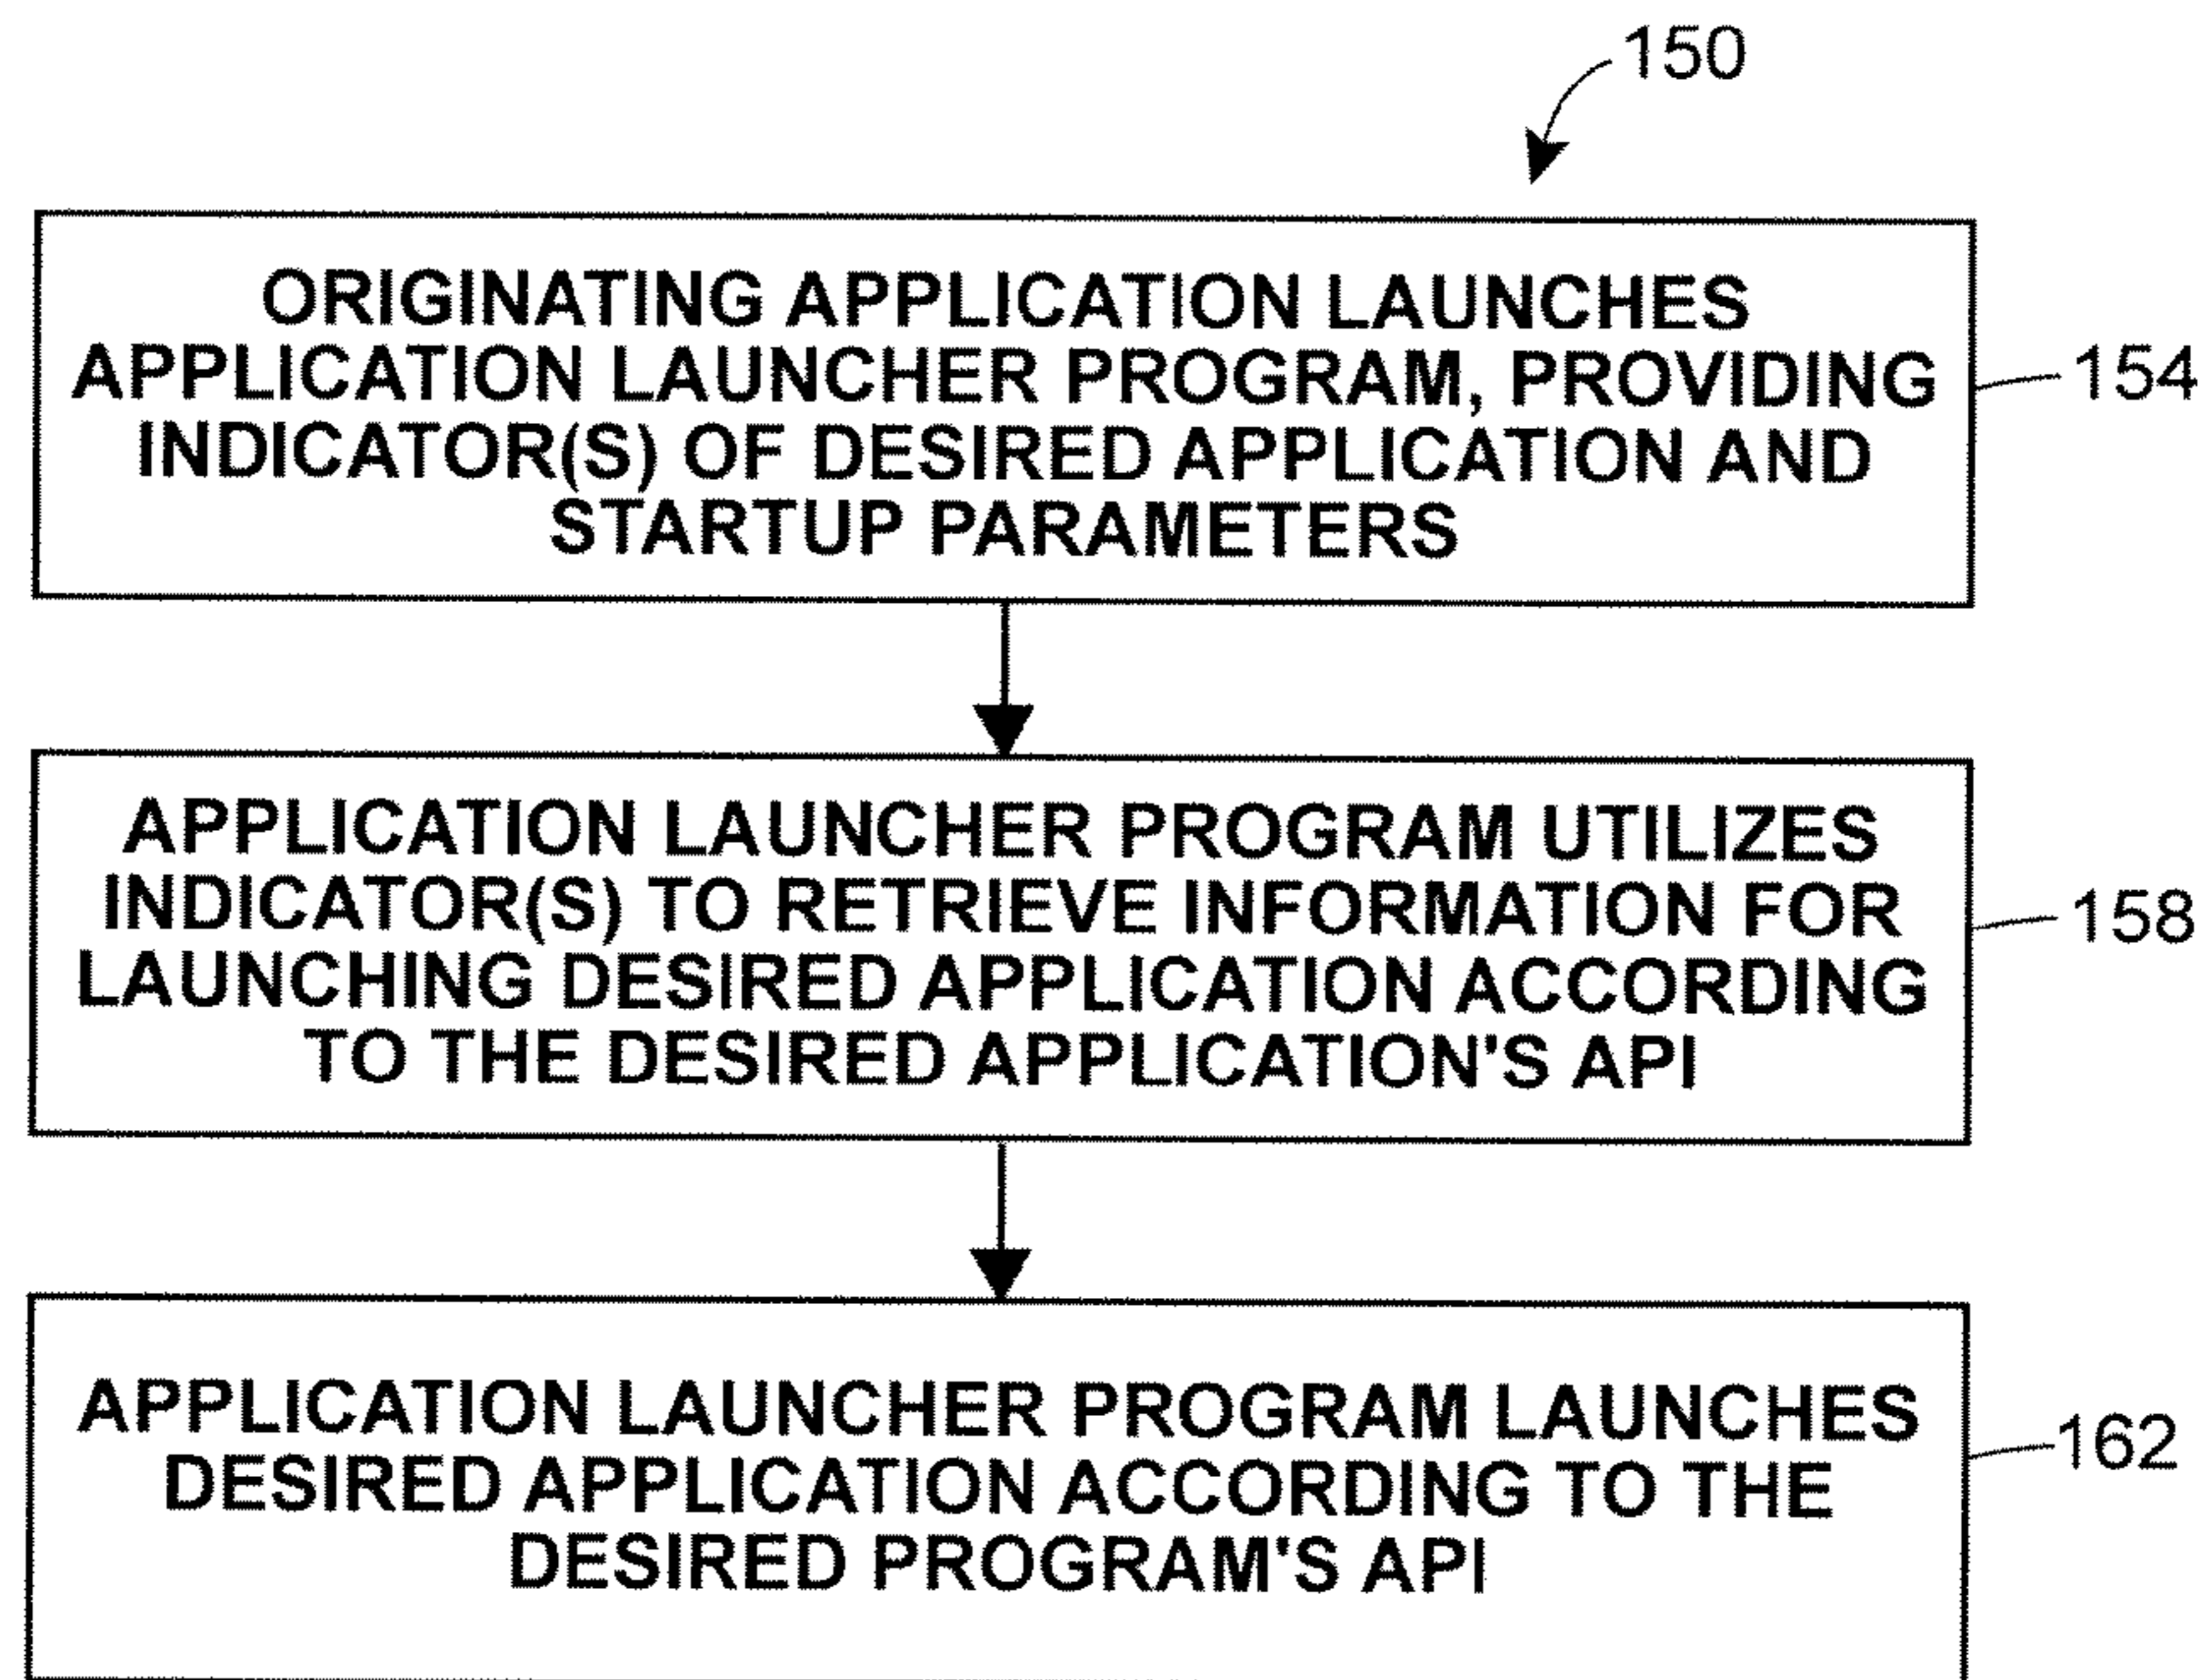 150
ORIGINATING APPLICATION LAUNCHES
APPLICATION LAUNCHER PROGRAM, PROVIDING
INDICATOR(S) OF DESIRED APPLICATION AND
STARTUP PARAMETERS
154
APPLICATION LAUNCHER PROGRAM UTILIZES
INDICATOR(S) TO RETRIEVE INFORMATION FOR
LAUNCHING DESIRED APPLICATION ACCORDING
TO THE DESIRED APPLICATION'S API
158
APPLICATION LAUNCHER PROGRAM LAUNCHES
DESIRED APPLICATION ACCORDING TO THE
DESIRED PROGRAM'S API
162